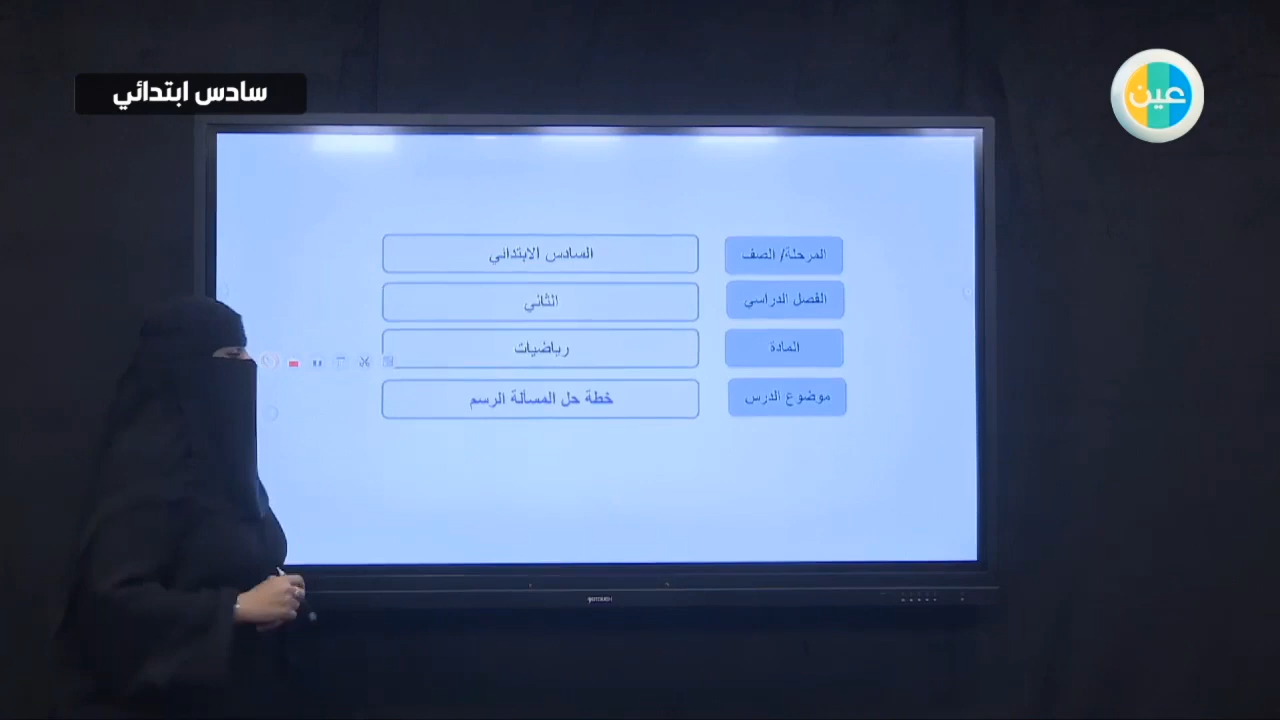 سادس ابتدائي
عين
المرحلة/ الصف
السادس الابتدائي
الفصل الدراسي
الثاني
المادة
رياضيات
موضوع الدرس
خطة حل المسألة الرسم